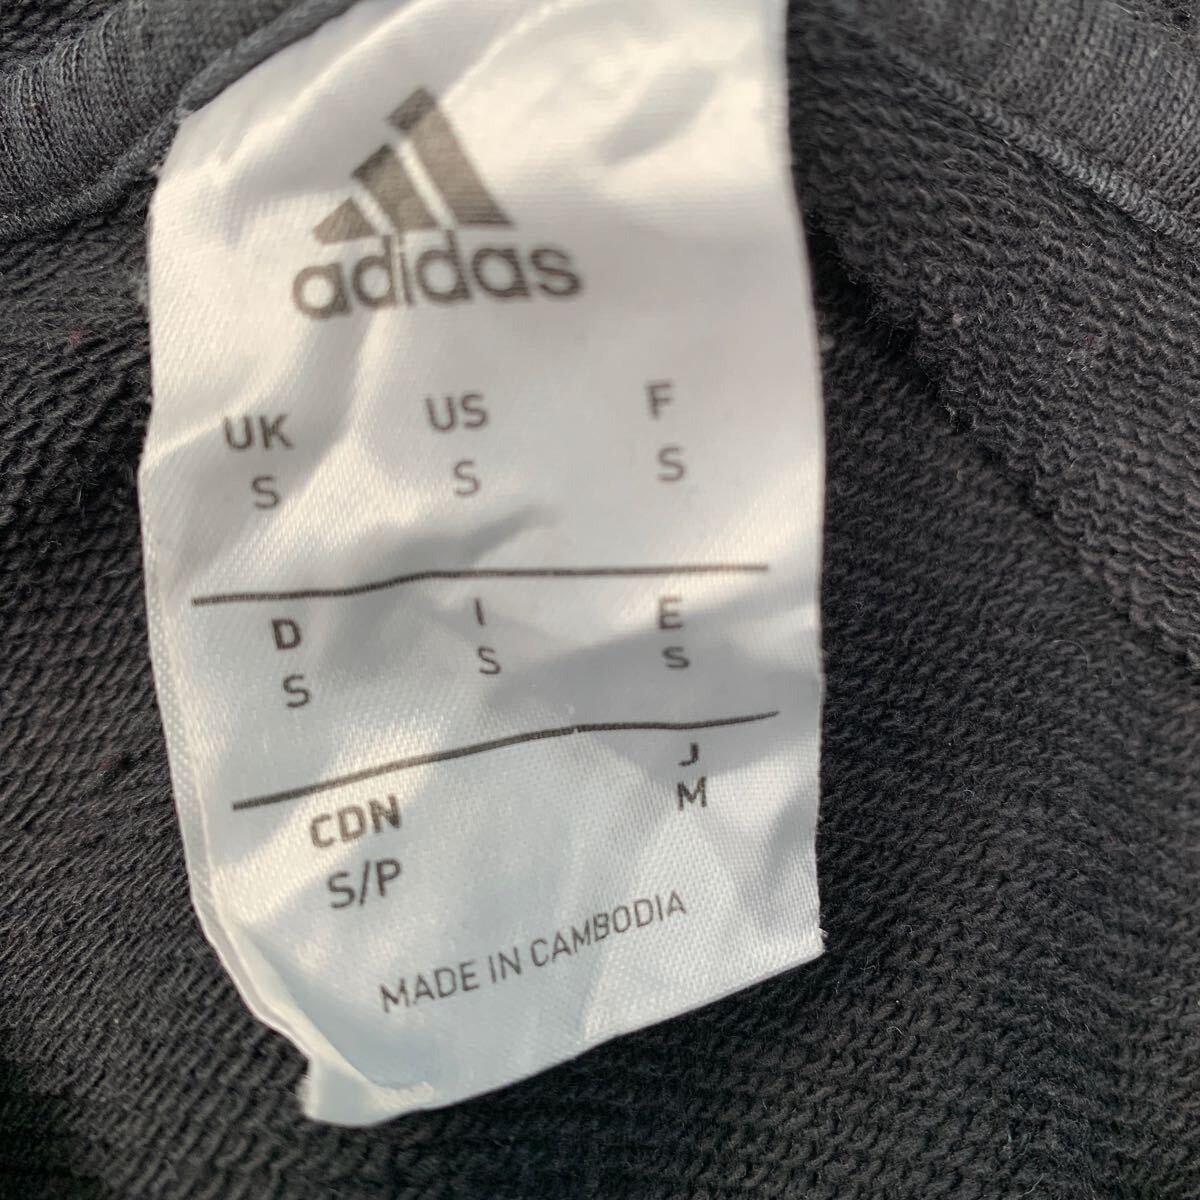 adidas
UK US F
S S S
D I E
S S S
CDN J
S/P M
MADE IN CAMBODIA